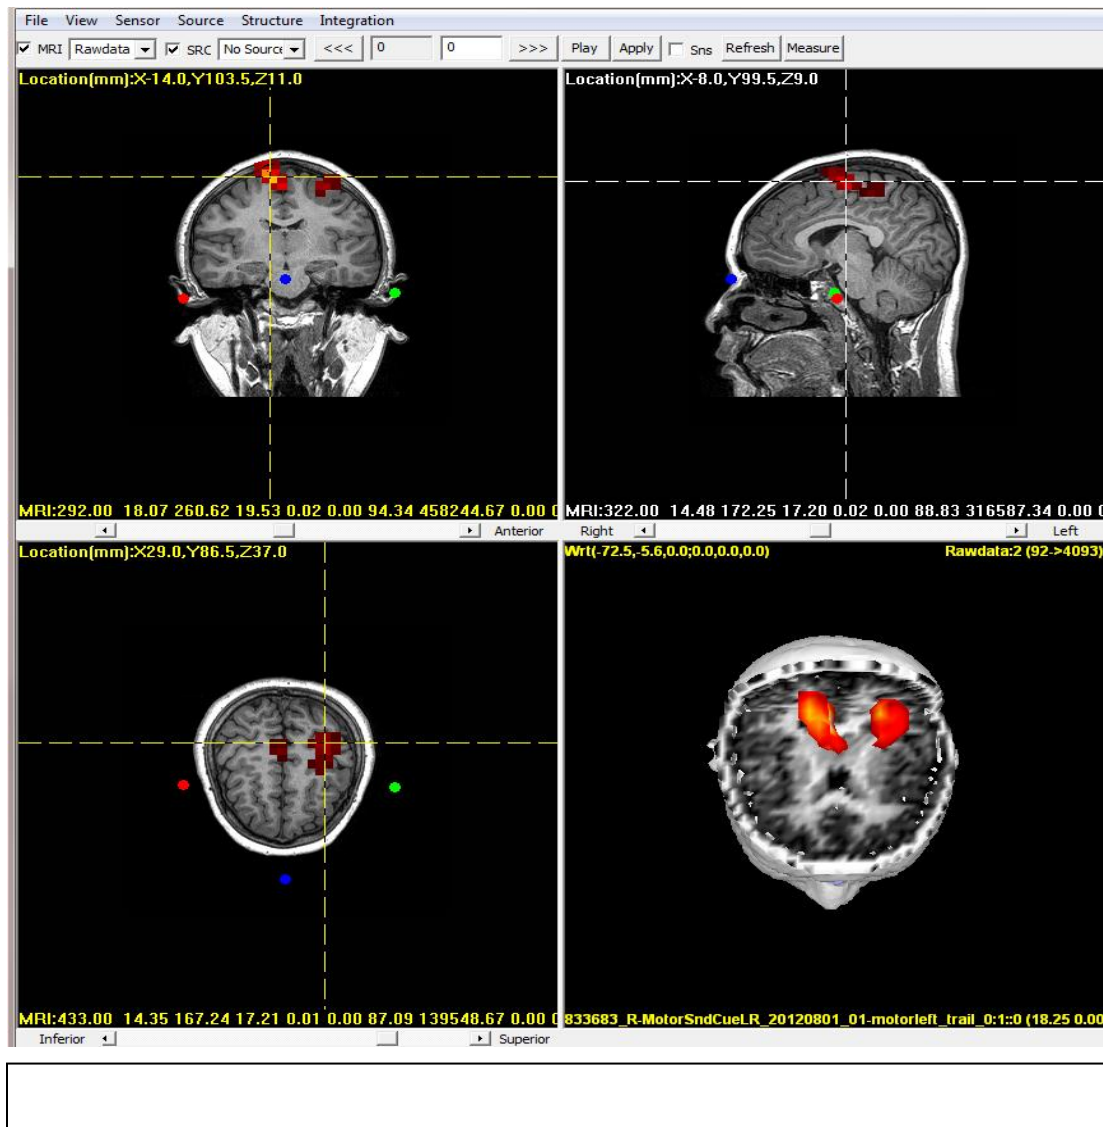 File View Sensor Source Structure Integration
MRI Rawdata SRC No Source <<< 0 0 >>> Play Apply Sns Refresh Measure
Location(mm):X-14.0,Y103.5,Z11.0
Location(mm):X-8.0,Y99.5,Z9.0
MRI:292.00 18.07 260.62 19.53 0.02 0.00 94.34 458244.67 0.00 0
MRI:322.00 14.48 172.25 17.20 0.02 0.00 88.83 316587.34 0.00 0
Anterior
Right Left
Location(mm):X29.0,Y86.5,Z37.0
Wrt(-72.5,-5.6,0.0;0.0,0.0,0.0)
Rawdata:2 (92->4093)
MRI:433.00 14.35 167.24 17.21 0.01 0.00 87.09 139548.67 0.00 0
833683_R-MotorSndCueLR_20120801_01-motorleft_trail_0:1::0 (18.25 0.00
Inferior Superior